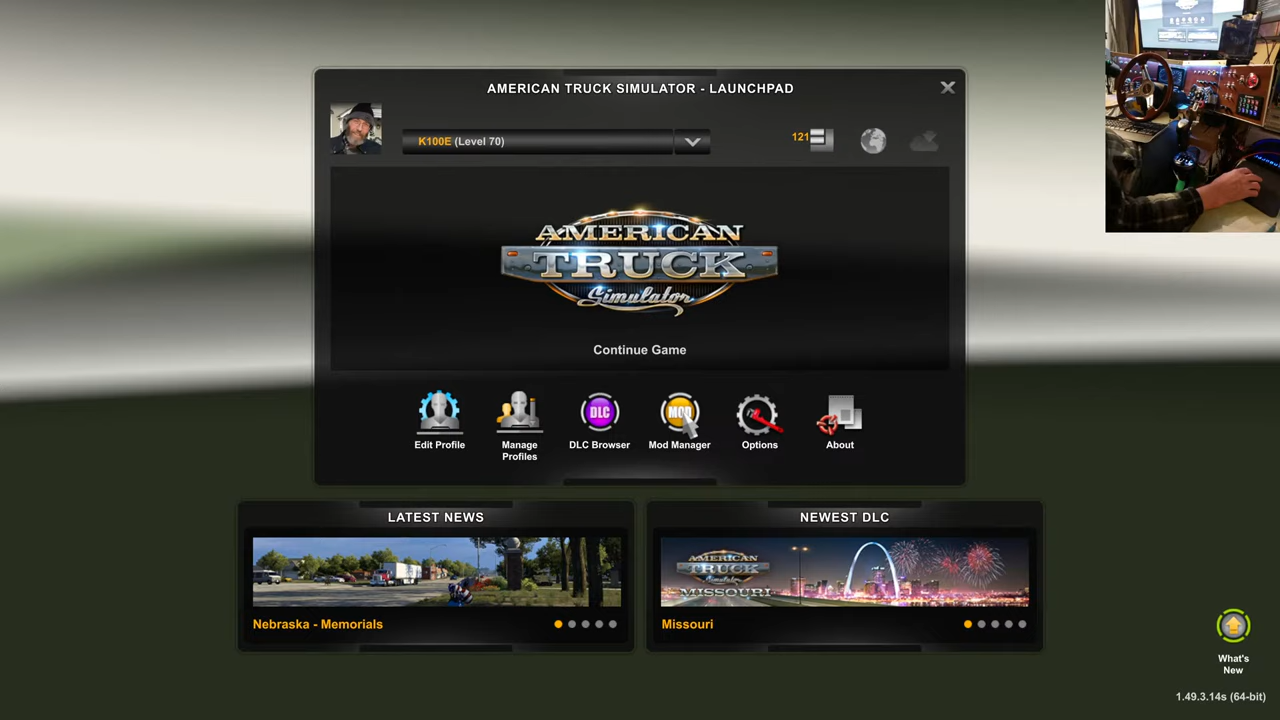 AMERICAN TRUCK SIMULATOR - LAUNCHPAD
K100E (Level 70)
121
AMERICAN
TRUCK
Simulator
Continue Game
Edit Profile
Manage
Profiles
DLC
DLC Browser
MOD
Mod Manager
Options
About
LATEST NEWS
Nebraska - Memorials
NEWEST DLC
AMERICAN
TRUCK
Simulator
MISSOURI
Missouri
What's
New
1.49.3.14s (64-bit)